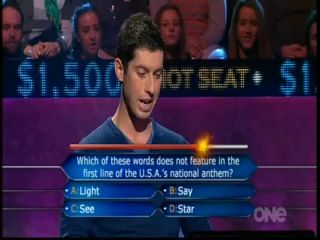 $1,500
HOT SEAT
$1
Which of these words does not feature in the
first line of the U.S.A.'s national anthem?
A: Light
B: Say
C: See
D: Star
ONE